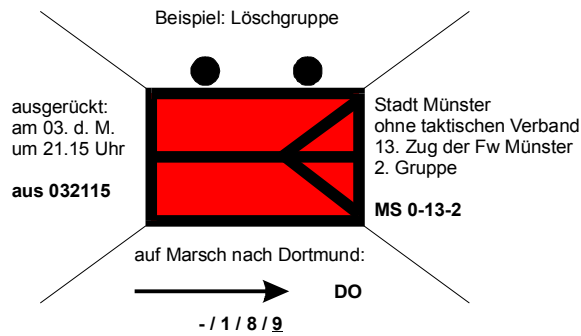 Beispiel: Löschgruppe
ausgerückt:
am 03. d. M.
um 21.15 Uhr
aus 032115
Stadt Münster
ohne taktischen Verband
13. Zug der Fw Münster
2. Gruppe
MS 0-13-2
auf Marsch nach Dortmund:
DO
- / 1 / 8 / 9